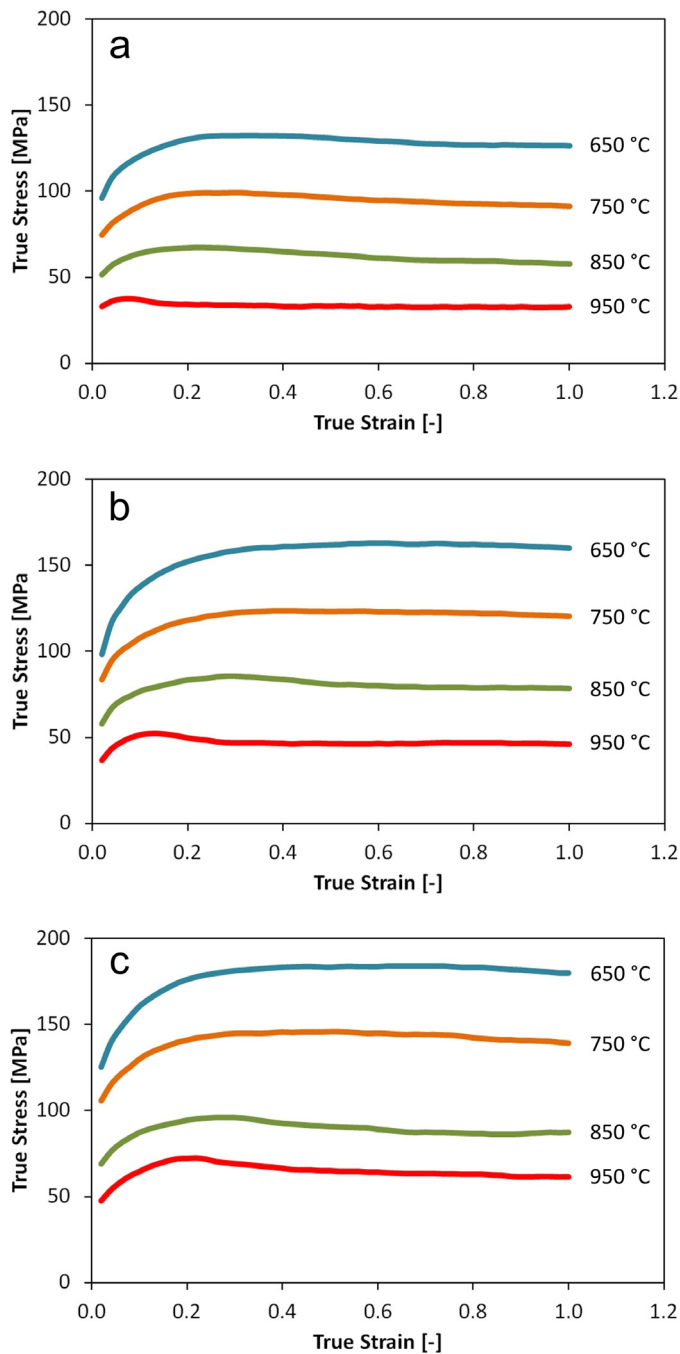 a
200
150
100
50
0
True Stress [MPa]
650 °C
750 °C
850 °C
950 °C
0.0 0.2 0.4 0.6 0.8 1.0 1.2
True Strain [-]
b
200
150
100
50
0
True Stress [MPa
650 °C
750 °C
850 °C
950 °C
0.0 0.2 0.4 0.6 0.8 1.0 1.2
True Strain [-]
c
200
150
100
50
0
True Stress [MPa]
650 °C
750 °C
850 °C
950 °C
0.0 0.2 0.4 0.6 0.8 1.0 1.2
True Strain [-]